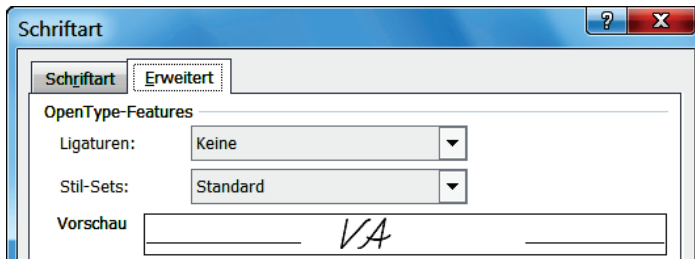 Schriftart
Schriftart Erweitert
OpenType-Features
Ligaturen: Keine
Stil-Sets: Standard
Vorschau VA